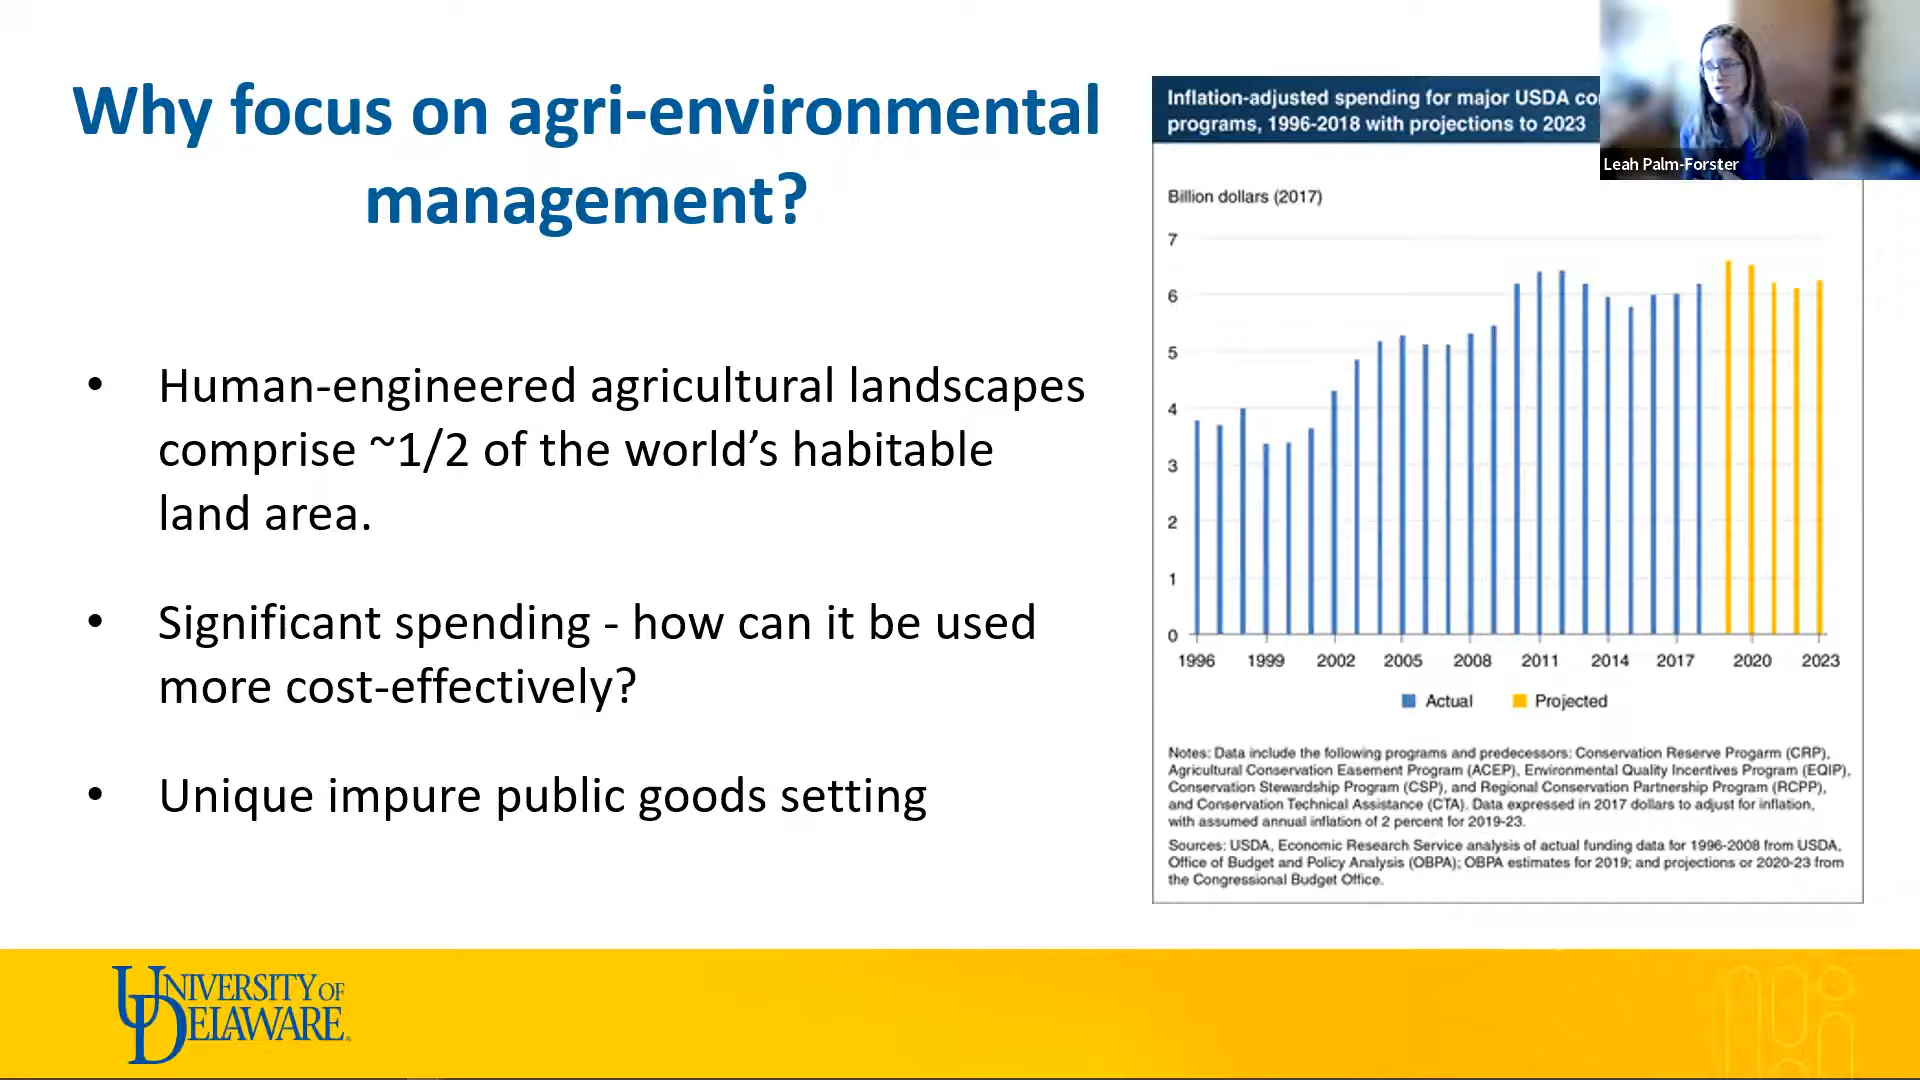 Why focus on agri-environmental
management?
• Human-engineered agricultural landscapes
comprise ~1/2 of the world’s habitable
land area.
• Significant spending - how can it be used
more cost-effectively?
• Unique impure public goods setting
Inflation-adjusted spending for major USDA
programs, 1996-2018 with projections to 2023
Leah Palm-Forster
Billion dollars (2017)
7
6
5
4
3
2
1
0
1996 1999 2002 2005 2008 2011 2014 2017 2020 2023
Actual Projected
Notes: Data include the following programs and predecessors: Conservation Reserve Progarm (CRP),
Agricultural Conservation Easement Program (ACEP), Environmental Quality Incentives Program (EQIP),
Conservation Stewardship Program (CSP), and Regional Conservation Partnership Program (RCPP),
and Conservation Technical Assistance (CTA). Data expressed in 2017 dollars to adjust for inflation,
with assumed annual inflation of 2 percent for 2019-23.
Sources: USDA, Economic Research Service analysis of actual funding data for 1996-2008 from USDA,
Office of Budget and Policy Analysis (OBPA); OBPA estimates for 2019; and projections or 2020-23 from
the Congressional Budget Office.
UNIVERSITY OF
DELAWARE